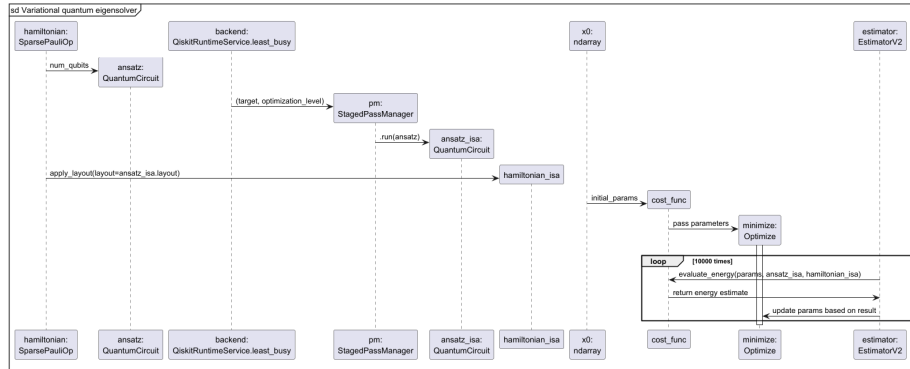 sd Variational quantum eigensolver
hamiltonian:
SparsePauliOp
backend:
QiskitRuntimeService.least_busy
x0:
ndarray
estimator:
EstimatorV2
num_qubits
ansatz:
QuantumCircuit
(target, optimization_level)
pm:
StagedPassManager
.run(ansatz)
ansatz_isa:
QuantumCircuit
apply_layout(layout=ansatz_isa.layout)
hamiltonian_isa
initial_params
cost_func
pass parameters
minimize:
Optimize
loop
[10000 times]
evaluate_energy(params, ansatz_isa, hamiltonian_isa)
return energy estimate
update params based on result
hamiltonian:
SparsePauliOp
ansatz:
QuantumCircuit
backend:
QiskitRuntimeService.least_busy
pm:
StagedPassManager
ansatz_isa:
QuantumCircuit
hamiltonian_isa
x0:
ndarray
cost_func
minimize:
Optimize
estimator:
EstimatorV2